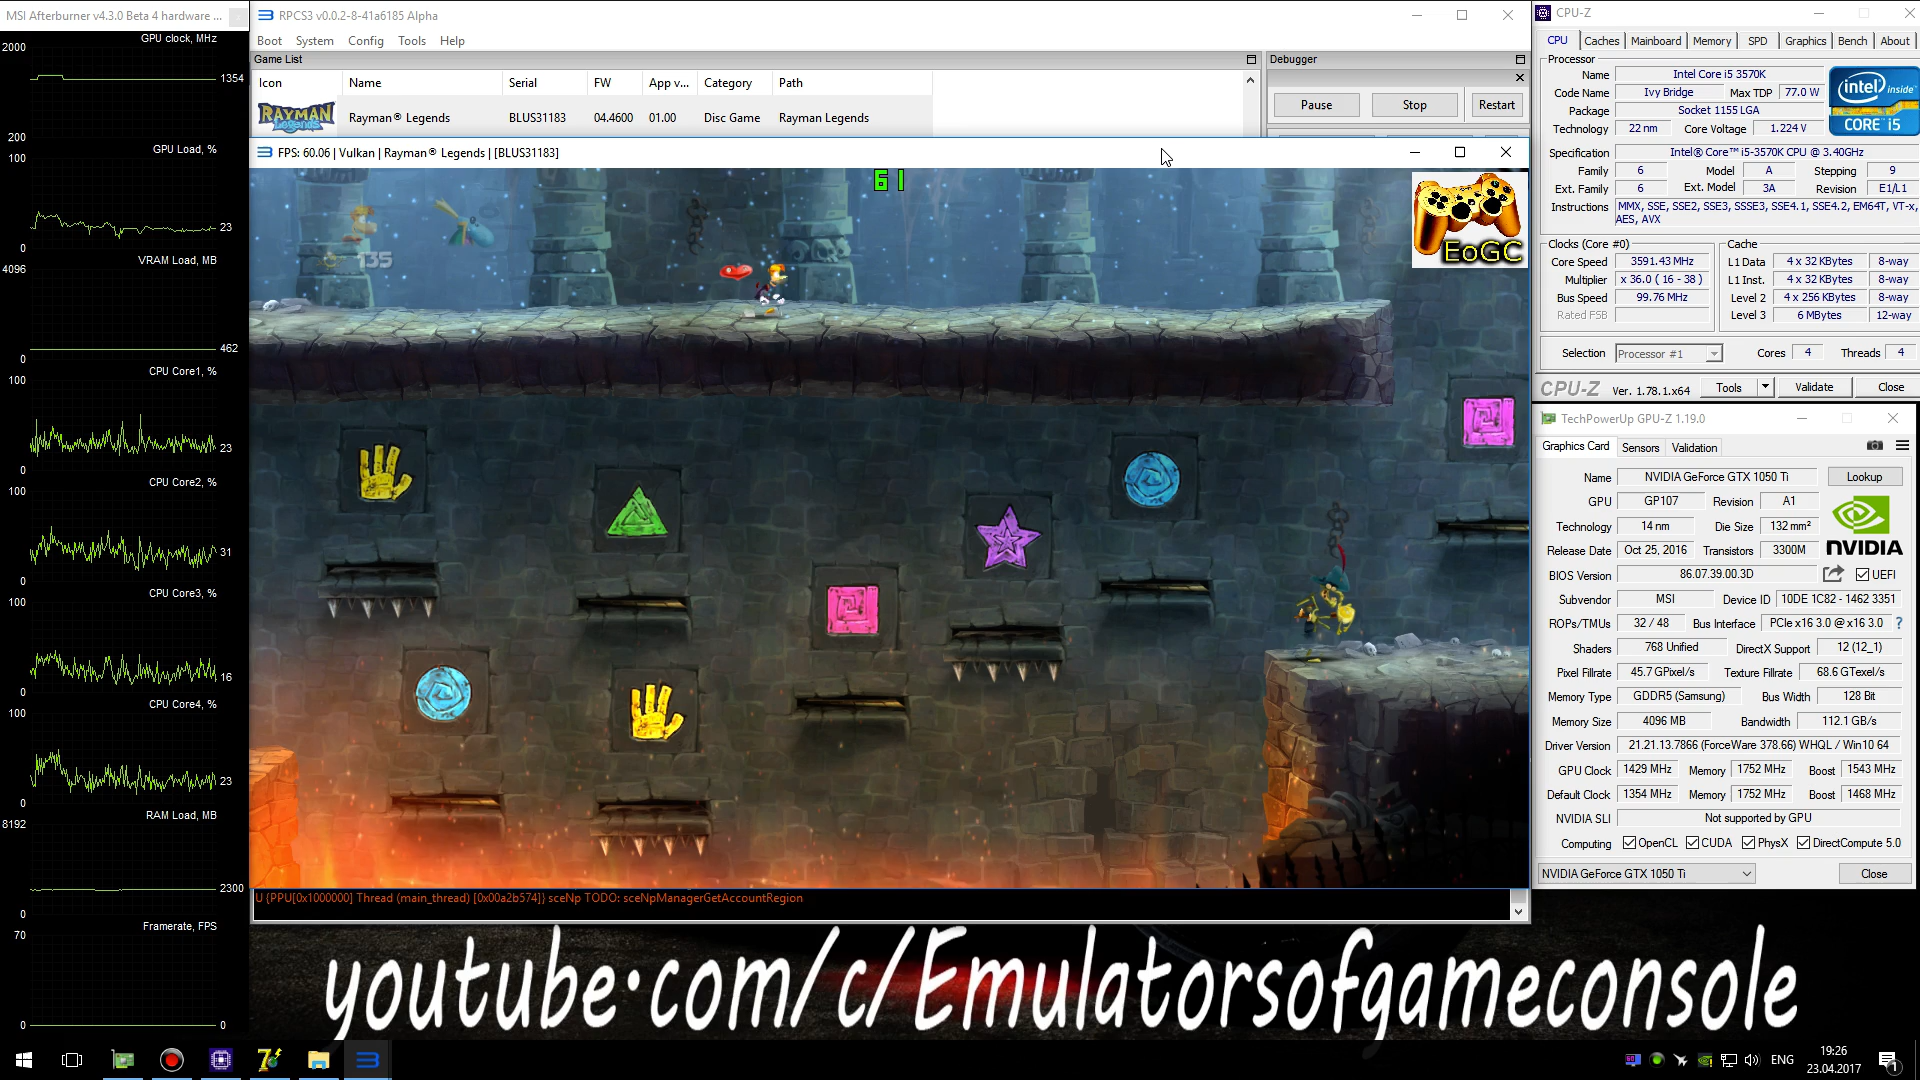 MSI Afterburner v4.3.0 Beta 4 hardware ...
GPU clock, MHz
2000
1354
200
GPU Load, %
100
23
0
VRAM Load, MB
4096
462
0
CPU Core1, %
100
23
0
CPU Core2, %
100
31
0
CPU Core3, %
100
16
0
CPU Core4, %
100
23
0
RAM Load, MB
8192
2300
0
Framerate, FPS
70
0
0
RPCS3 v0.0.2-8-41a6185 Alpha
Boot System Config Tools Help
Game List
Icon Name Serial FW App v... Category Path
RAYMAN Legends
Rayman® Legends BLUS31183 04.4600 01.00 Disc Game Rayman Legends
Debugger
Pause Stop Restart
FPS: 60.06 | Vulkan | Rayman® Legends | [BLUS31183]
61
135
EoGC
U {PPU[0x1000000] Thread (main_thread) [0x00a2b574]} sceNp TODO: sceNpManagerGetAccountRegion
CPU-Z
CPU Caches Mainboard Memory SPD Graphics Bench About
Processor
Name Intel Core i5 3570K
Code Name Ivy Bridge Max TDP 77.0 W
Package Socket 1155 LGA
Technology 22 nm Core Voltage 1.224 V
intel inside™
CORE i5
Specification Intel® Core™ i5-3570K CPU @ 3.40GHz
Family 6 Model A Stepping 9
Ext. Family 6 Ext. Model 3A Revision E1/L1
Instructions MMX, SSE, SSE2, SSE3, SSSE3, SSE4.1, SSE4.2, EM64T, VT-x,
AES, AVX
Clocks (Core #0)
Core Speed 3591.43 MHz
Multiplier x 36.0 ( 16 - 38 )
Bus Speed 99.76 MHz
Rated FSB
Cache
L1 Data 4 x 32 KBytes 8-way
L1 Inst. 4 x 32 KBytes 8-way
Level 2 4 x 256 KBytes 8-way
Level 3 6 MBytes 12-way
Selection Processor #1 Cores 4 Threads 4
CPU-Z Ver. 1.78.1.x64 Tools Validate Close
TechPowerUp GPU-Z 1.19.0
Graphics Card Sensors Validation
Name NVIDIA GeForce GTX 1050 Ti Lookup
GPU GP107 Revision A1
Technology 14 nm Die Size 132 mm²
Release Date Oct 25, 2016 Transistors 3300M
NVIDIA
BIOS Version 86.07.39.00.3D UEFI
Subvendor MSI Device ID 10DE 1C82 - 1462 3351
ROPs/TMUs 32 / 48 Bus Interface PCIe x16 3.0 @ x16 3.0 ?
Shaders 768 Unified DirectX Support 12 (12_1)
Pixel Fillrate 45.7 GPixel/s Texture Fillrate 68.6 GTexel/s
Memory Type GDDR5 (Samsung) Bus Width 128 Bit
Memory Size 4096 MB Bandwidth 112.1 GB/s
Driver Version 21.21.13.7866 (ForceWare 378.66) WHQL / Win10 64
GPU Clock 1429 MHz Memory 1752 MHz Boost 1543 MHz
Default Clock 1354 MHz Memory 1752 MHz Boost 1468 MHz
NVIDIA SLI Not supported by GPU
Computing OpenCL CUDA PhysX DirectCompute 5.0
NVIDIA GeForce GTX 1050 Ti Close
youtube.com/c/Emulatorsofgameconsole
ENG
19:26
23.04.2017
1